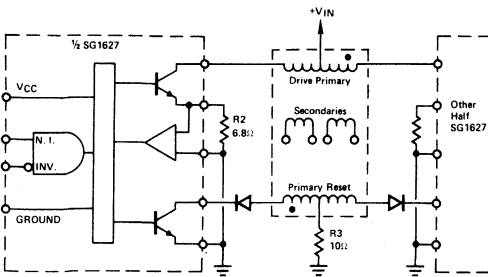 +VIN
½ SG1627
Drive Primary
VCC
Secondaries
Other
Half
SG1627
R2
6.8Ω
N. I.
INV.
Primary Reset
GROUND
R3
10Ω